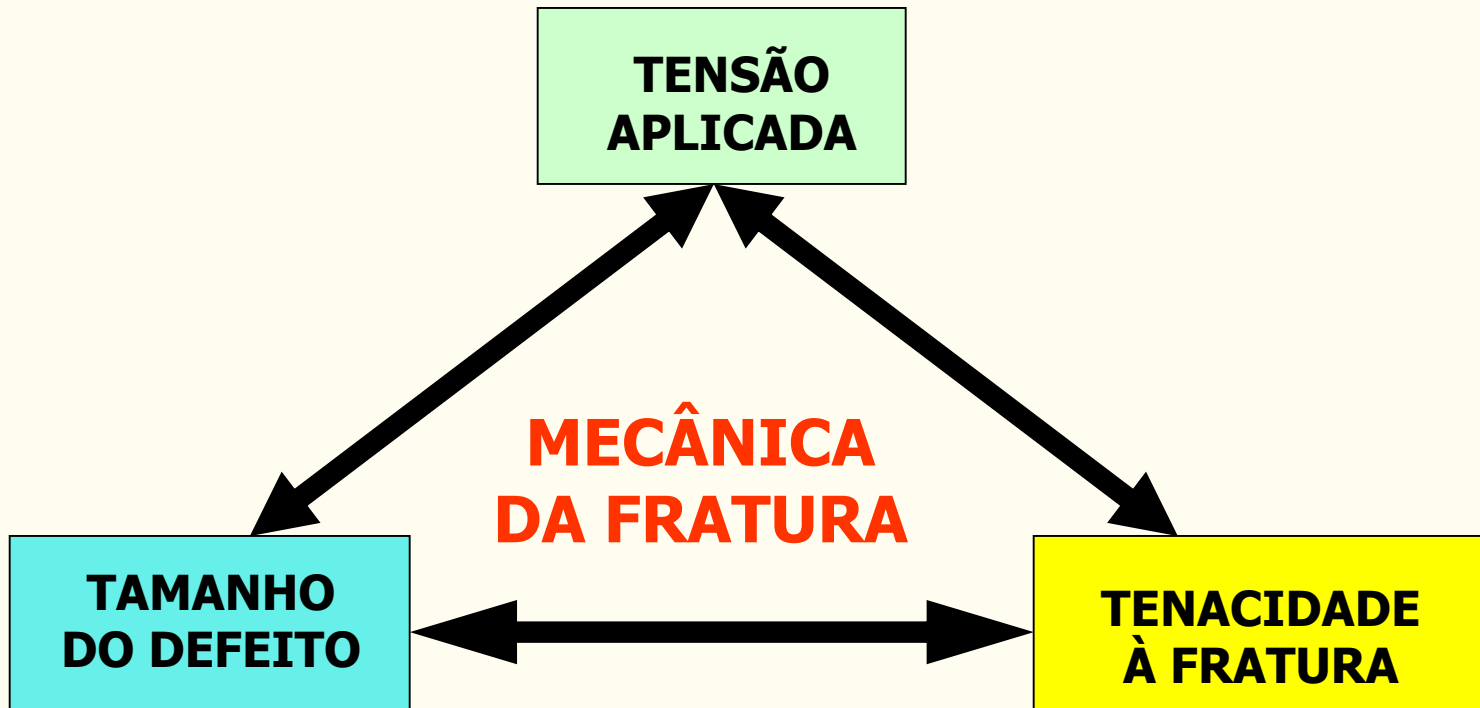 TENSÃO
APLICADA
MECÂNICA
DA FRATURA
TAMANHO
DO DEFEITO
TENACIDADE
À FRATURA